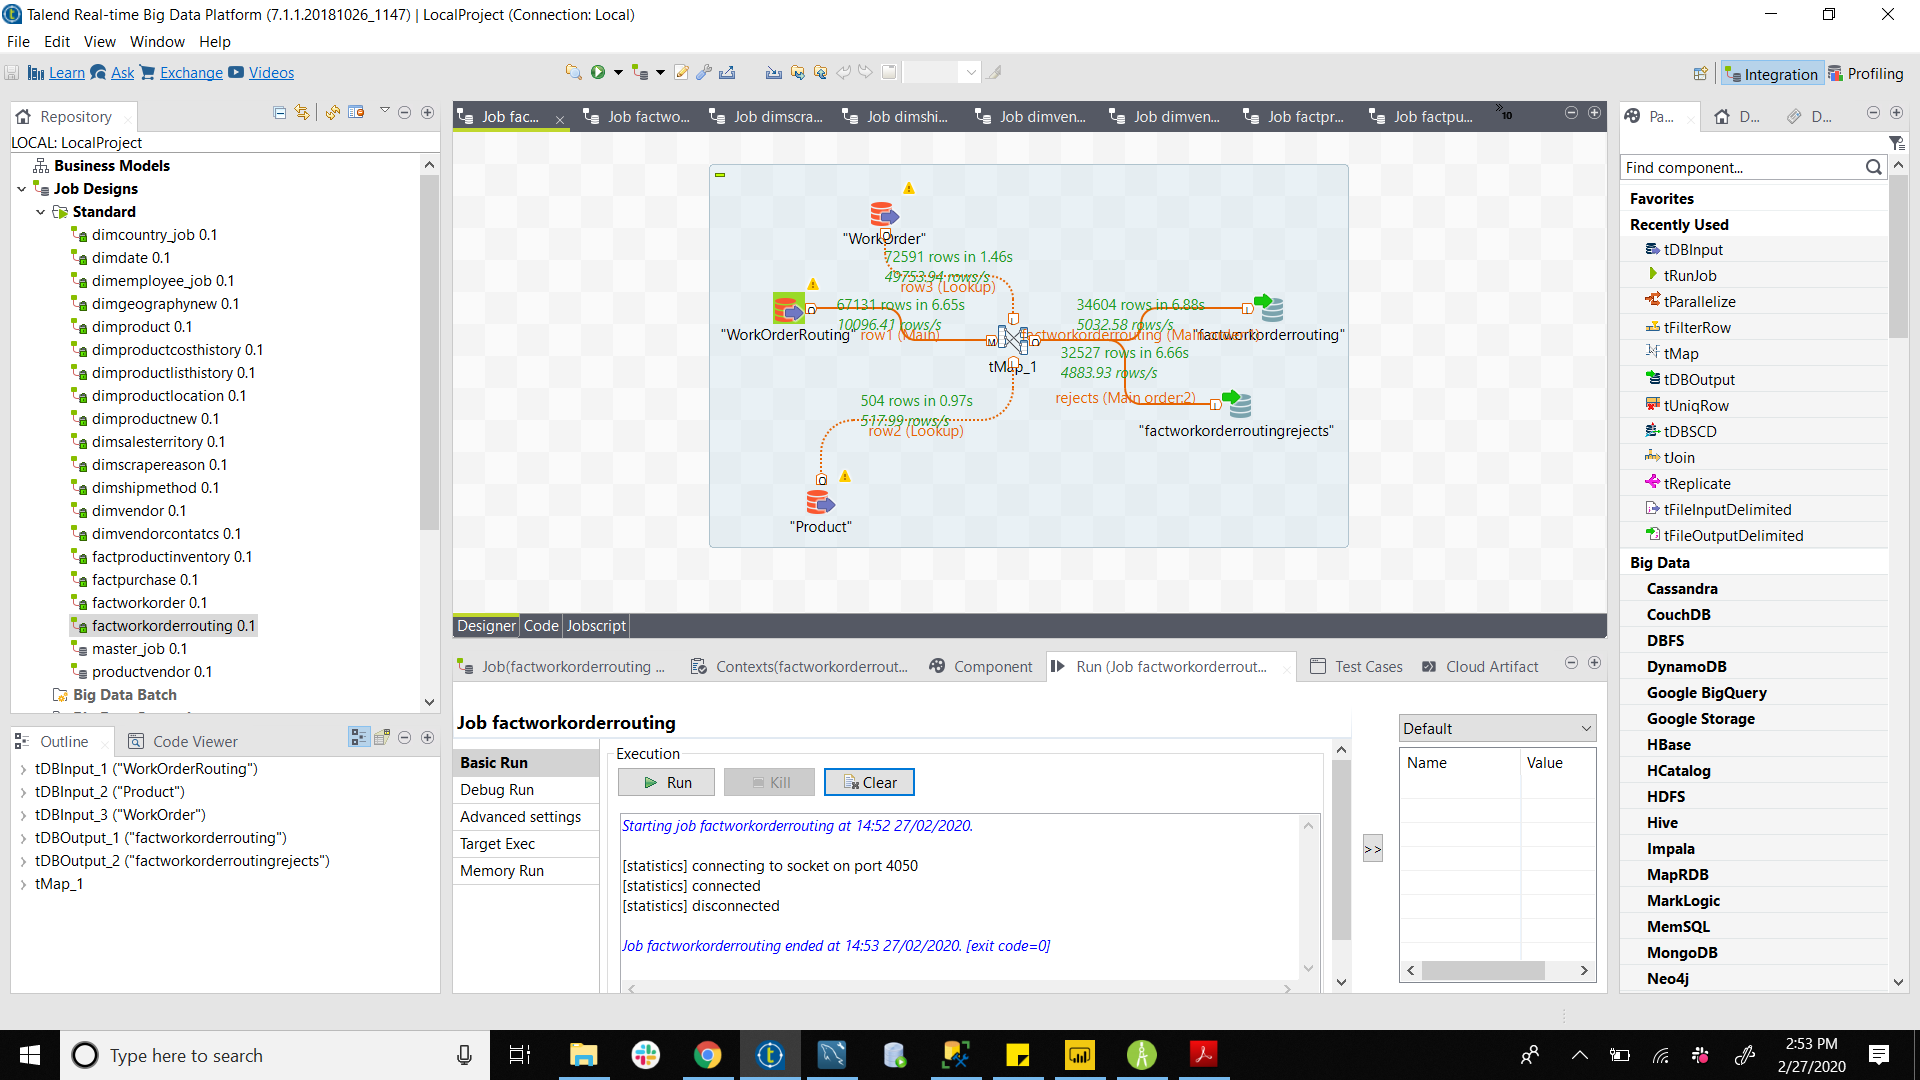 Talend Real-time Big Data Platform (7.1.1.20181026_1147) | LocalProject (Connection: Local)
File Edit View Window Help
Learn Ask Exchange Videos
Integration Profiling
Repository
LOCAL: LocalProject
Business Models
Job Designs
Standard
dimcountry_job 0.1
dimdate 0.1
dimemployee_job 0.1
dimgeographynew 0.1
dimproduct 0.1
dimproductcosthistory 0.1
dimproductlisthistory 0.1
dimproductlocation 0.1
dimproductnew 0.1
dimsalesterritory 0.1
dimscrapereason 0.1
dimshipmethod 0.1
dimvendor 0.1
dimvendorcontatcs 0.1
factproductinventory 0.1
factpurchase 0.1
factworkorder 0.1
factworkorderrouting 0.1
master_job 0.1
productvendor 0.1
Big Data Batch
Outline Code Viewer
tDBInput_1 ("WorkOrderRouting")
tDBInput_2 ("Product")
tDBInput_3 ("WorkOrder")
tDBOutput_1 ("factworkorderrouting")
tDBOutput_2 ("factworkorderroutingrejects")
tMap_1
Job fac... Job factwo... Job dimscra... Job dimshi... Job dimven... Job dimven... Job factpr... Job factpu... 10
"WorkOrder"
72591 rows in 1.46s
49753.94 rows/s
row3 (Lookup)
67131 rows in 6.65s
10096.41 rows/s
"WorkOrderRouting" row1 (Main)
34604 rows in 6.88s
5032.58 rows/s
"factworkorderrouting"
tMap_1
32527 rows in 6.66s
4883.93 rows/s
rejects (Main order:2)
"factworkorderroutingrejects"
504 rows in 0.97s
517.99 rows/s
row2 (Lookup)
"Product"
Designer Code Jobscript
Job(factworkorderrouting ... Contexts(factworkorderrout... Component Run (Job factworkorderrout... Test Cases Cloud Artifact
Job factworkorderrouting
Basic Run
Debug Run
Advanced settings
Target Exec
Memory Run
Execution
Run Kill Clear
Starting job factworkorderrouting at 14:52 27/02/2020.
[statistics] connecting to socket on port 4050
[statistics] connected
[statistics] disconnected
Job factworkorderrouting ended at 14:53 27/02/2020. [exit code=0]
>>
Default
Name Value
Pa... D... D...
Find component...
Favorites
Recently Used
tDBInput
tRunJob
tParallelize
tFilterRow
tMap
tDBOutput
tUniqRow
tDBSCD
tJoin
tReplicate
tFileInputDelimited
tFileOutputDelimited
Big Data
Cassandra
CouchDB
DBFS
DynamoDB
Google BigQuery
Google Storage
HBase
HCatalog
HDFS
Hive
Impala
MapRDB
MarkLogic
MemSQL
MongoDB
Neo4j
Type here to search
2:53 PM
2/27/2020